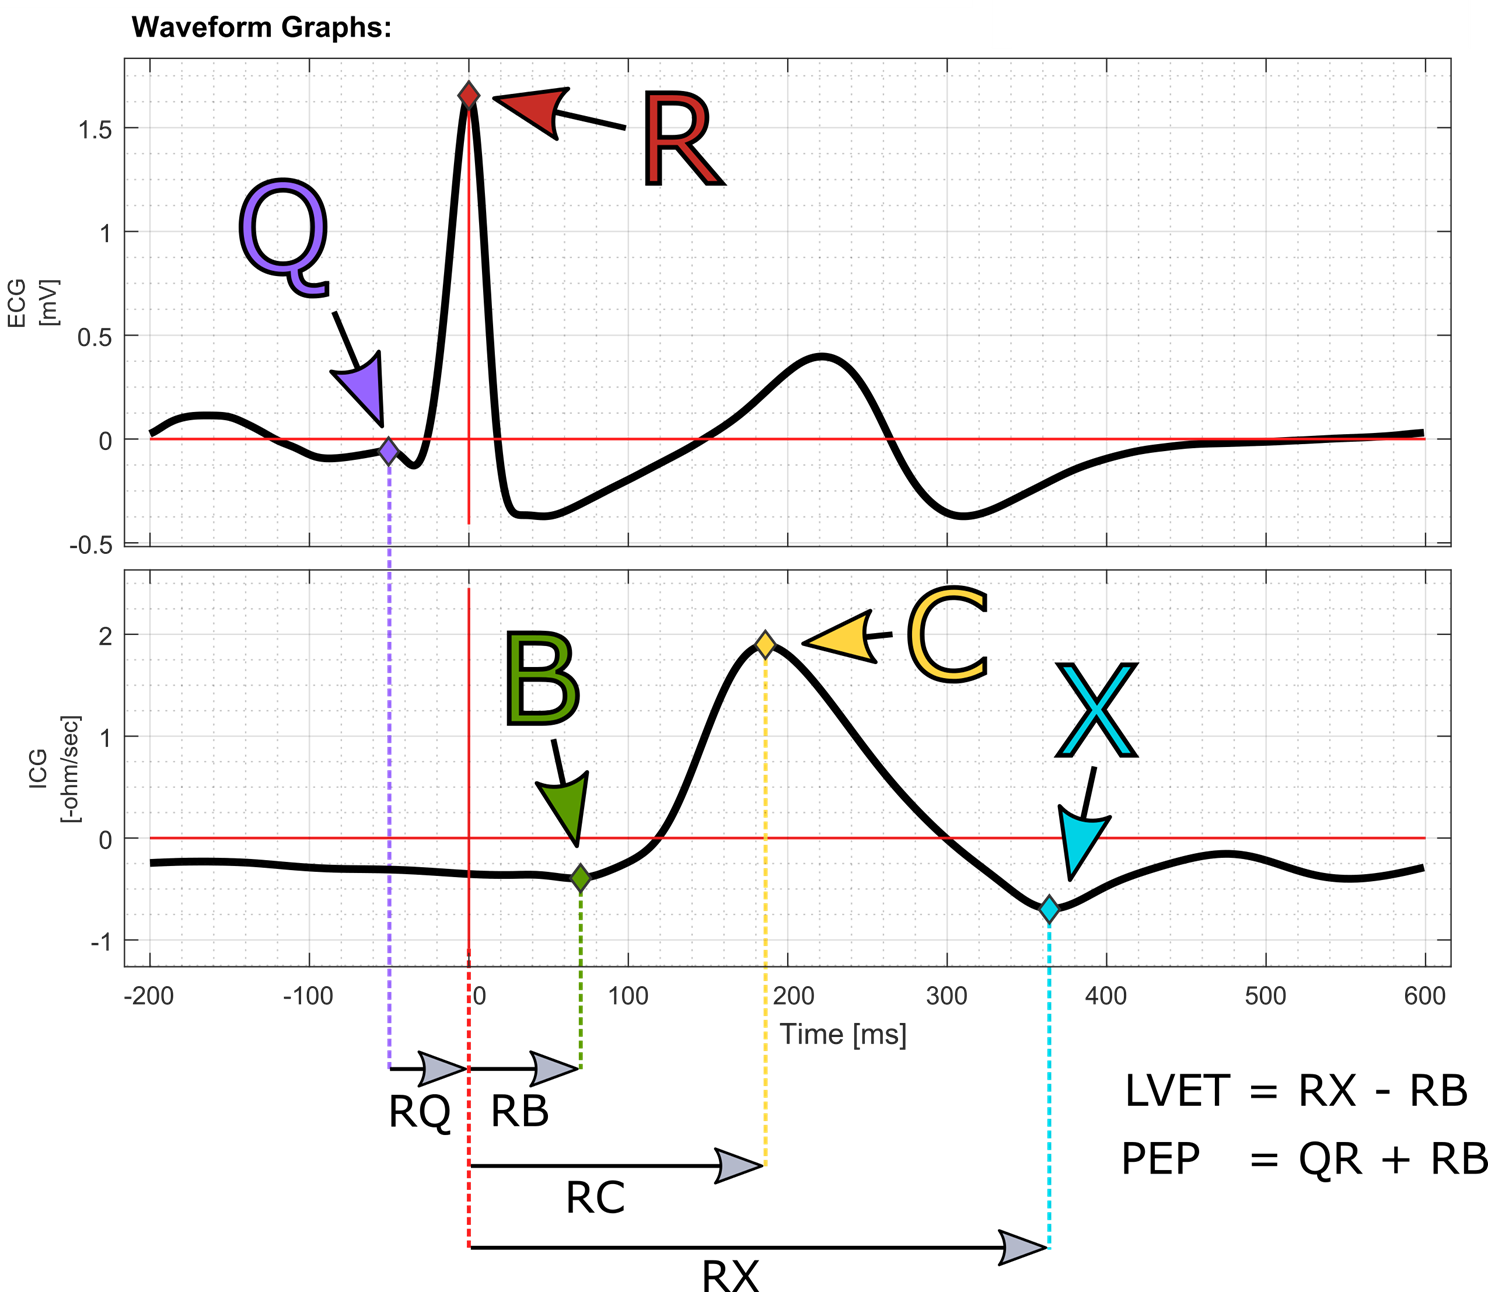 Waveform Graphs:
R
Q
1.5
1
0.5
0
-0.5
ECG
[mV]
B
C
X
2
1
0
-1
ICG
[-ohm/sec]
-200 -100 0 100 200 300 400 500 600
Time [ms]
RQ RB
LVET = RX - RB
PEP = QR + RB
RC
RX